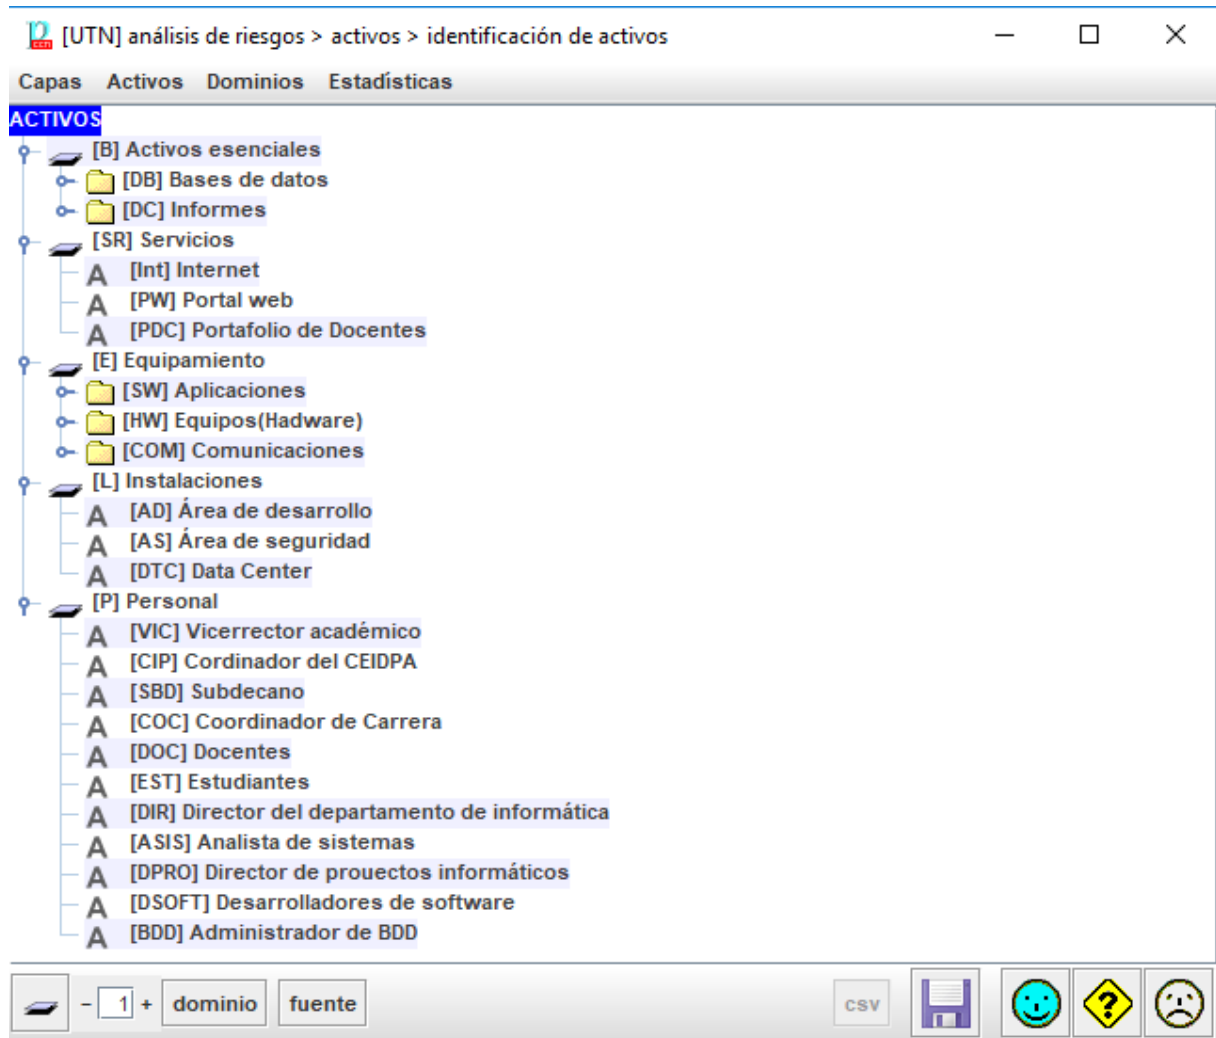 [UTN] análisis de riesgos > activos > identificación de activos
Capas Activos Dominios Estadísticas
ACTIVOS
[B] Activos esenciales
[DB] Bases de datos
[DC] Informes
[SR] Servicios
A [Int] Internet
A [PW] Portal web
A [PDC] Portafolio de Docentes
[E] Equipamiento
[SW] Aplicaciones
[HW] Equipos(Hadware)
[COM] Comunicaciones
[L] Instalaciones
A [AD] Área de desarrollo
A [AS] Área de seguridad
A [DTC] Data Center
[P] Personal
A [VIC] Vicerrector académico
A [CIP] Cordinador del CEIDPA
A [SBD] Subdecano
A [COC] Coordinador de Carrera
A [DOC] Docentes
A [EST] Estudiantes
A [DIR] Director del departamento de informática
A [ASIS] Analista de sistemas
A [DPRO] Director de prouectos informáticos
A [DSOFT] Desarrolladores de software
A [BDD] Administrador de BDD
- 1 + dominio fuente csv ?